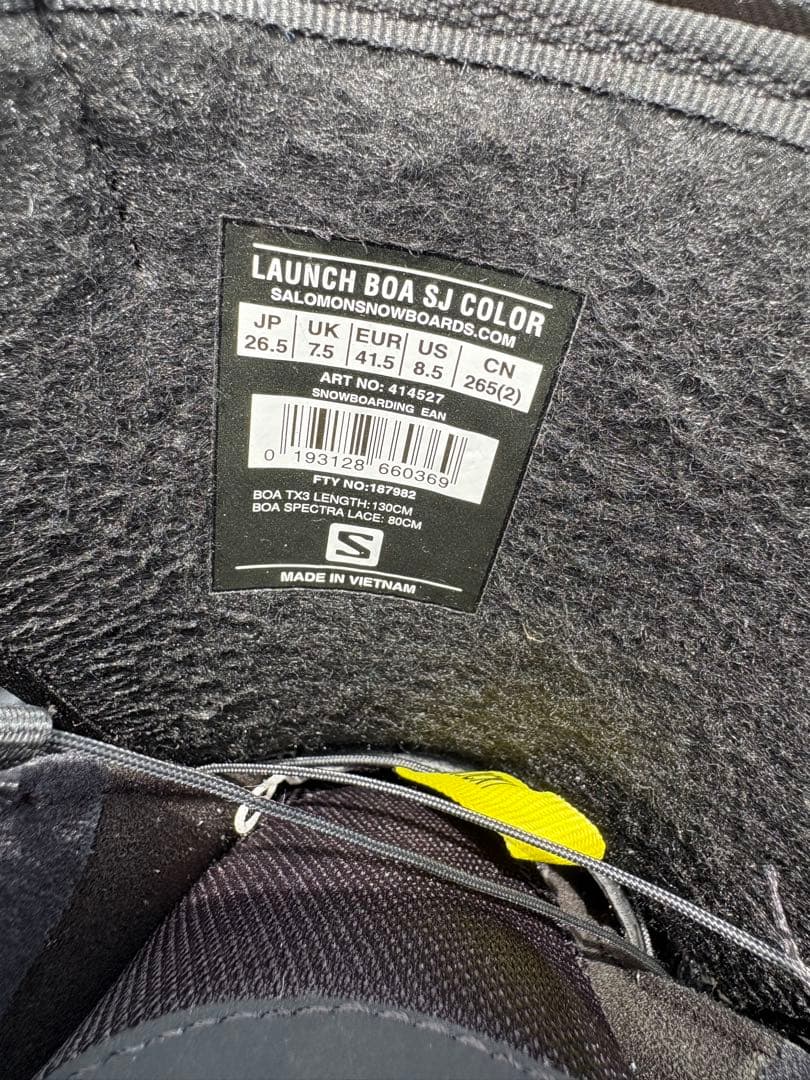 LAUNCH BOA SJ COLOR
SALOMONSNOWBOARDS.COM
JP UK EUR US CN
26.5 7.5 41.5 8.5 265(2)
ART NO: 414527
SNOWBOARDING EAN
0 193128 660369
FTY NO:187982
BOA TX3 LENGTH:130CM
BOA SPECTRA LACE: 80CM
S
MADE IN VIETNAM